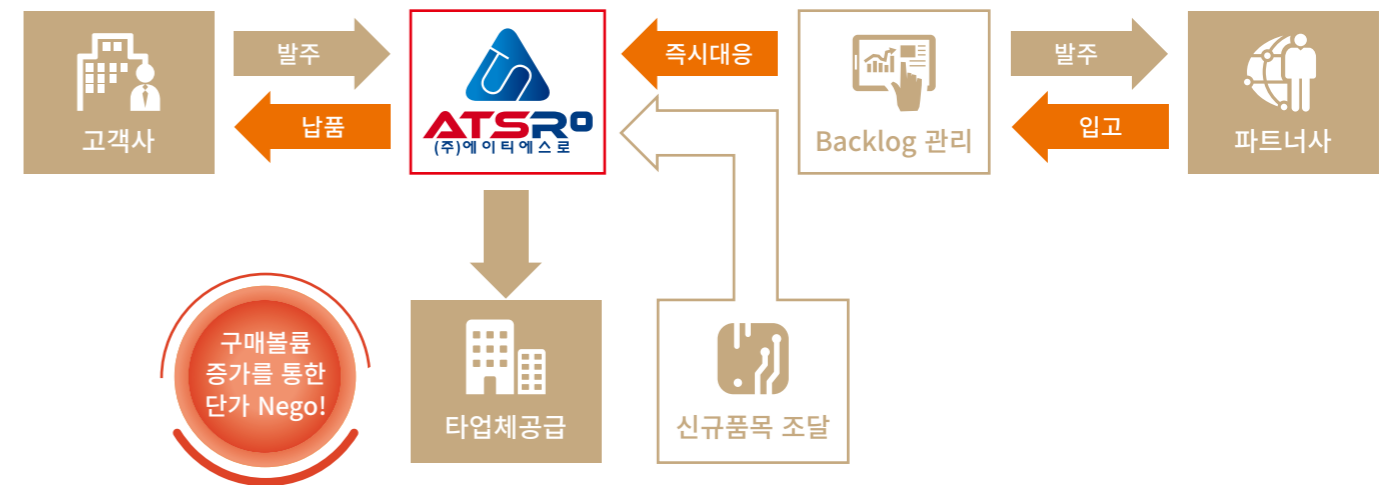 고객사
발주
납품
ATSRO
(주)에이티에스로
즉시대응
Backlog 관리
발주
입고
파트너사
구매볼륨
증가를 통한
단가 Nego!
타업체공급
신규품목 조달